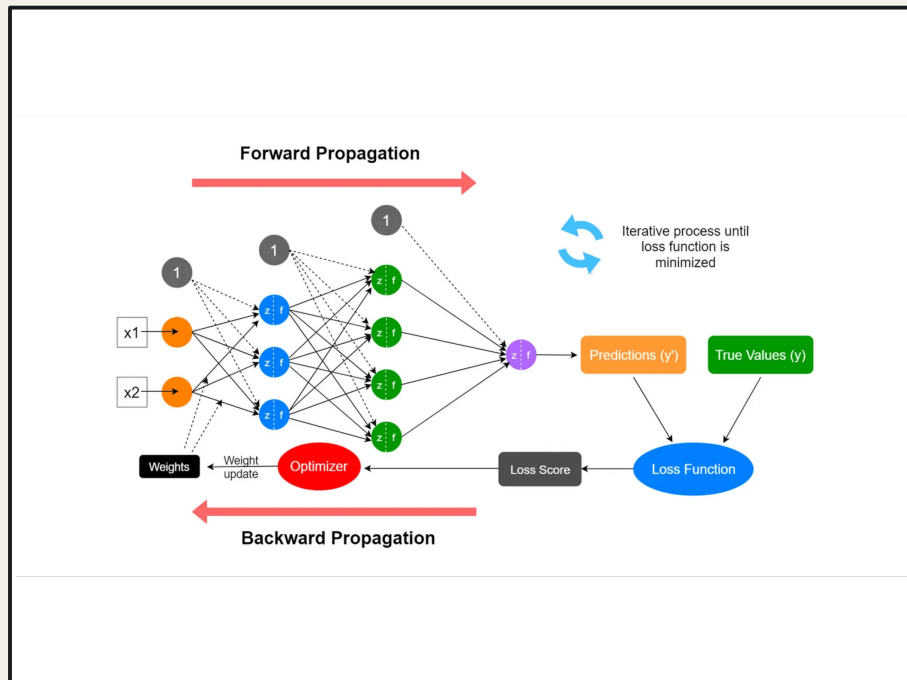 Forward Propagation
1
1
1
Iterative process until
loss function is
minimized
z f
z f
x1
z f
z f
z f
z f
Predictions (y')
True Values (y)
x2
z f
z f
Weights
Weight
update
Optimizer
Loss Score
Loss Function
Backward Propagation